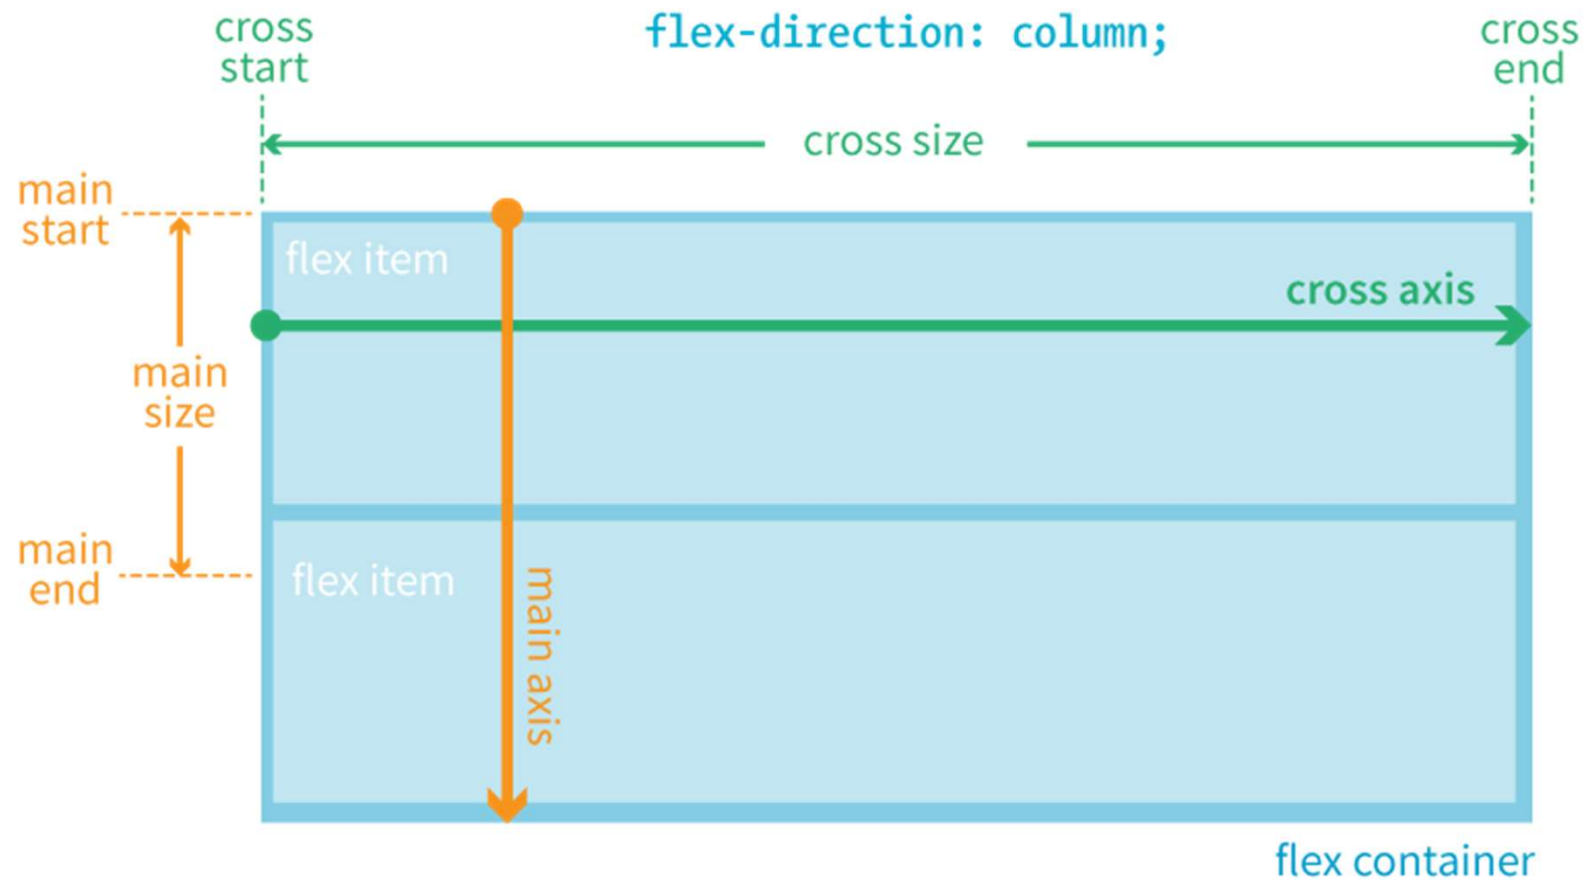 cross
start
flex-direction: column;
cross
end
cross size
main
start
flex item
cross axis
main
size
main
end
flex item
main axis
flex container